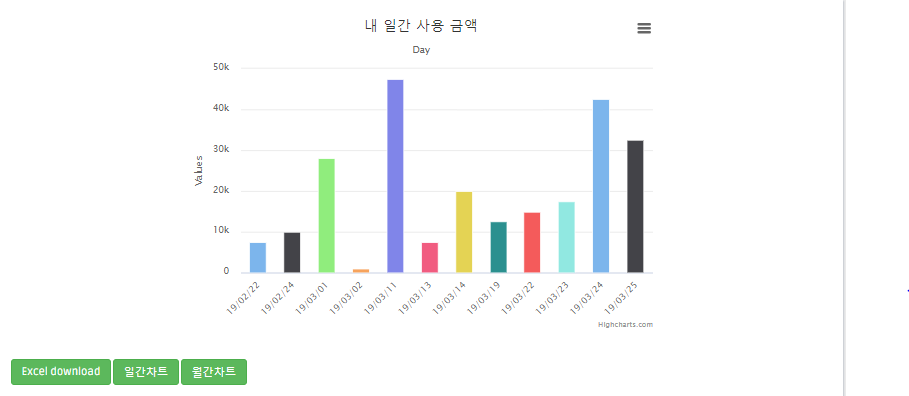 내 일간 사용 금액
Day
50k
40k
30k
20k
10k
0
Values
19/02/22
19/02/24
19/03/01
19/03/02
19/03/11
19/03/13
19/03/14
19/03/19
19/03/22
19/03/23
19/03/24
19/03/25
Highcharts.com
Excel download
일간차트
월간차트